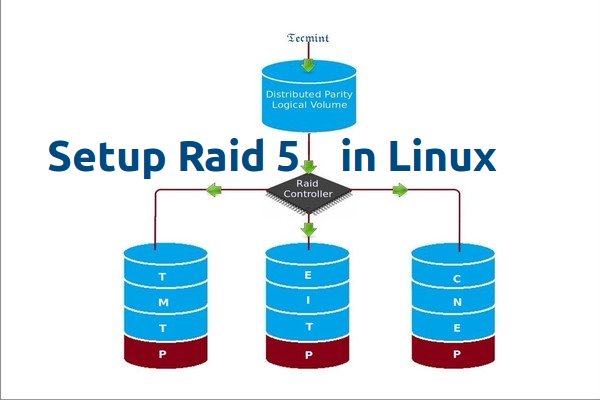 Tecmint
Distributed Parity
Logical Volume
Setup Raid 5 in Linux
Raid
Controller
T
M
T
P
E
I
T
P
C
N
E
P